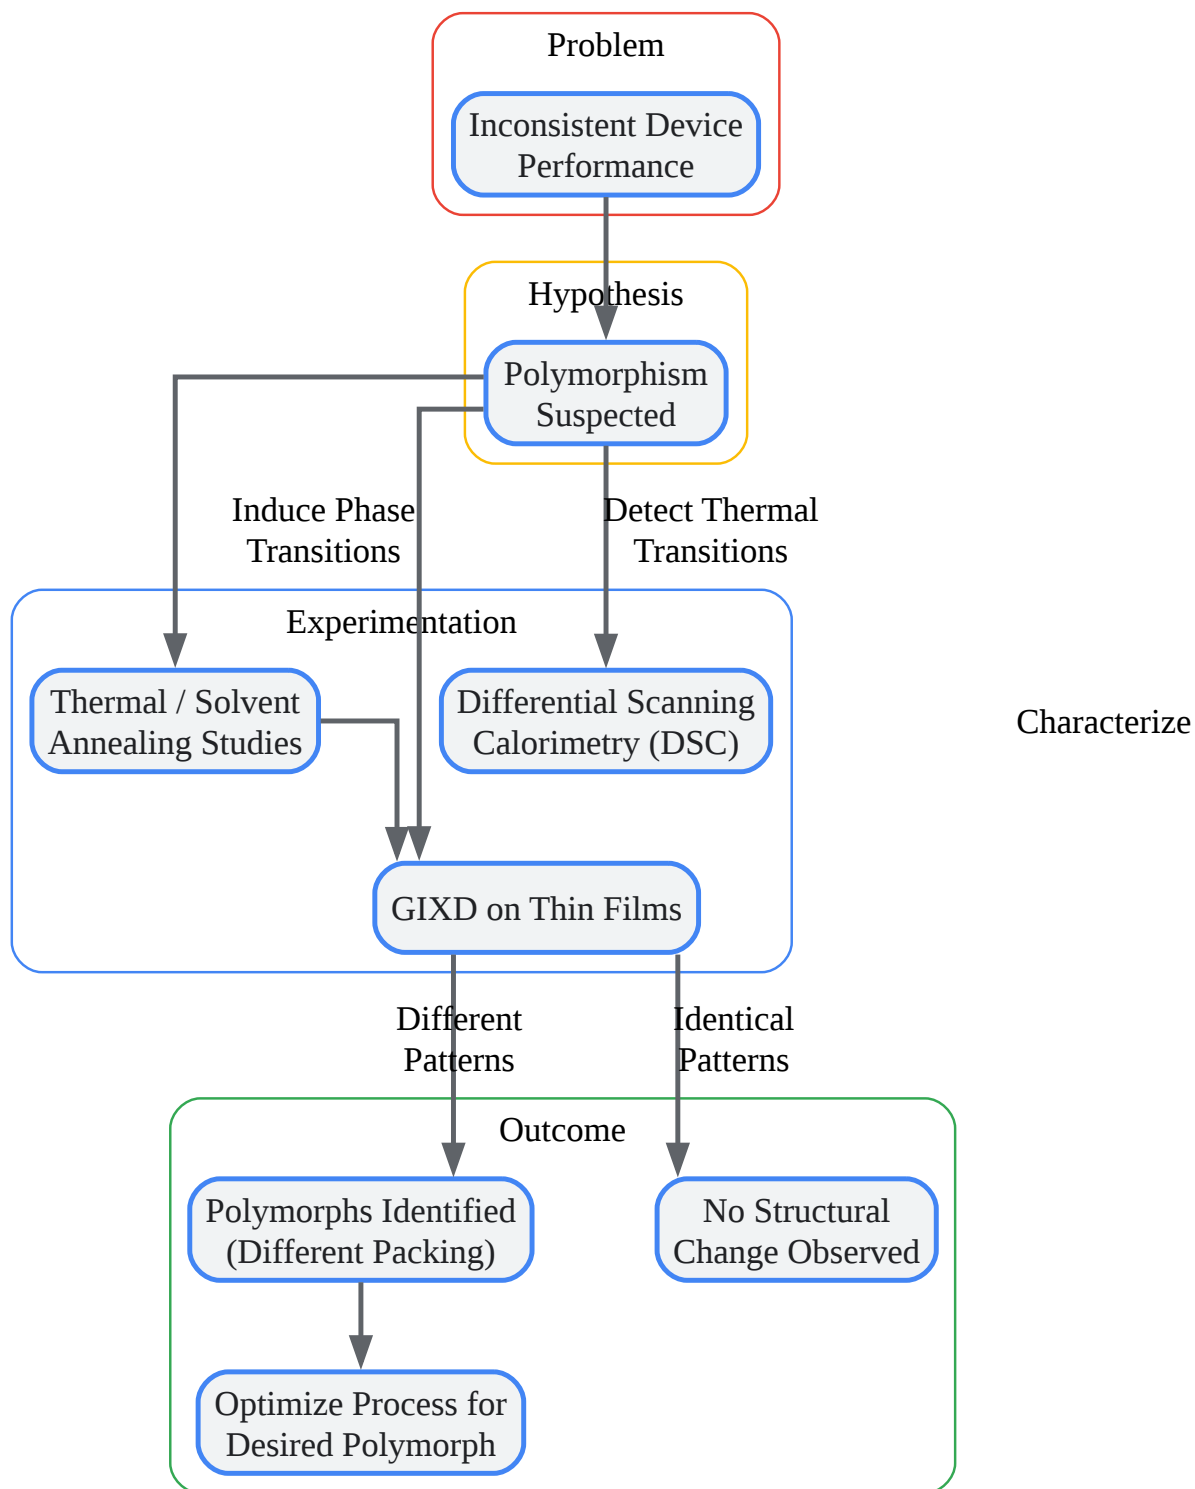 Problem
Inconsistent Device
Performance
Hypothesis
Polymorphism
Suspected
Induce Phase
Transitions
Detect Thermal
Transitions
Experimentation
Thermal / Solvent
Annealing Studies
Differential Scanning
Calorimetry (DSC)
Characterize
GIXD on Thin Films
Different
Patterns
Identical
Patterns
Outcome
Polymorphs Identified
(Different Packing)
No Structural
Change Observed
Optimize Process for
Desired Polymorph